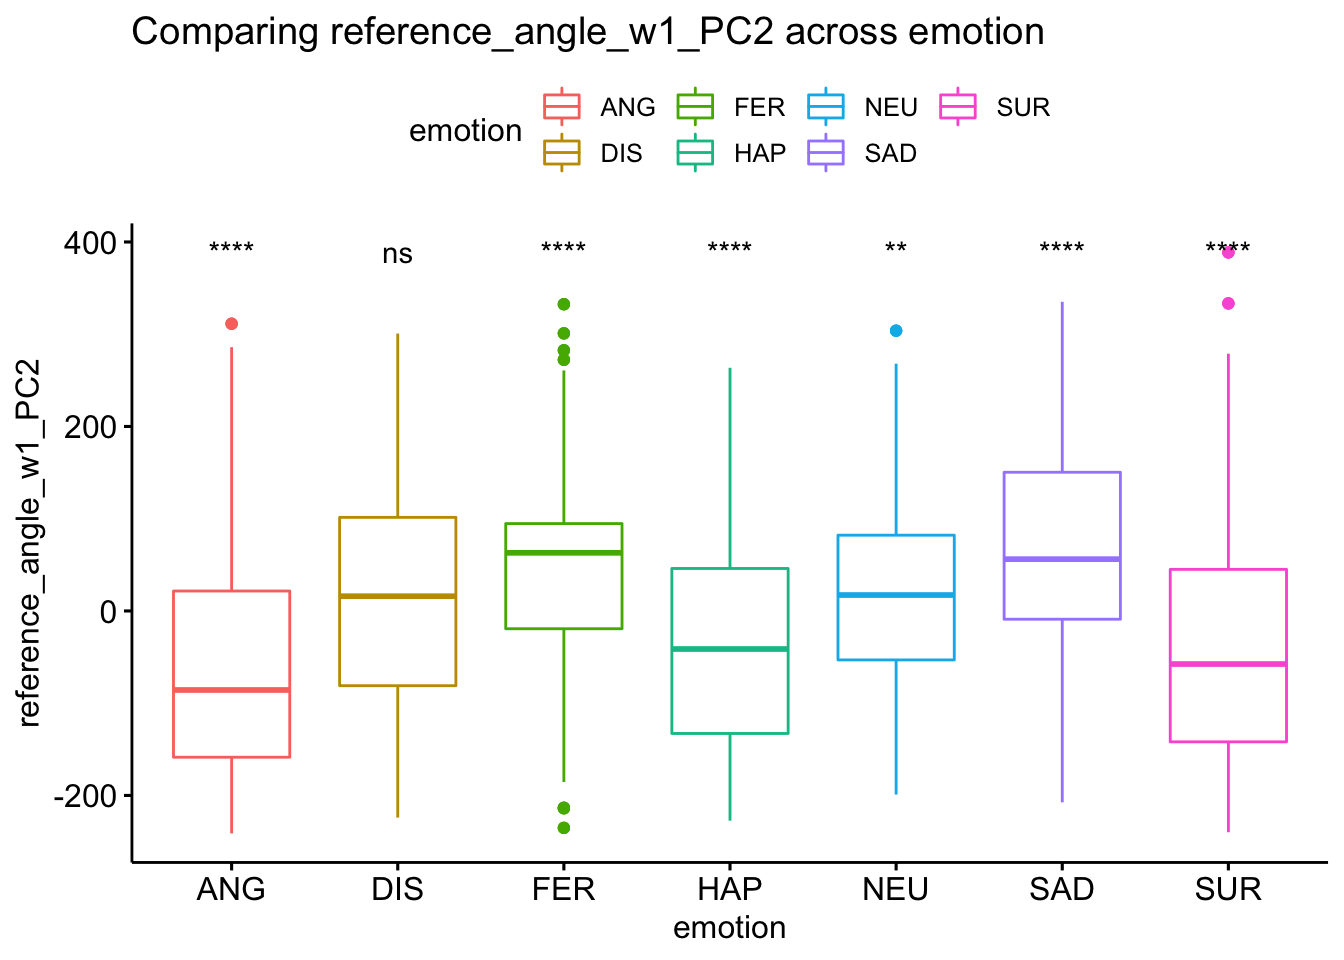 Comparing reference_angle_w1_PC2 across emotion
emotion
ANG FER NEU SUR
DIS HAP SAD
**** ns **** **** ** **** ****
reference_angle_w1_PC2
400
200
0
-200
ANG DIS FER HAP NEU SAD SUR
emotion